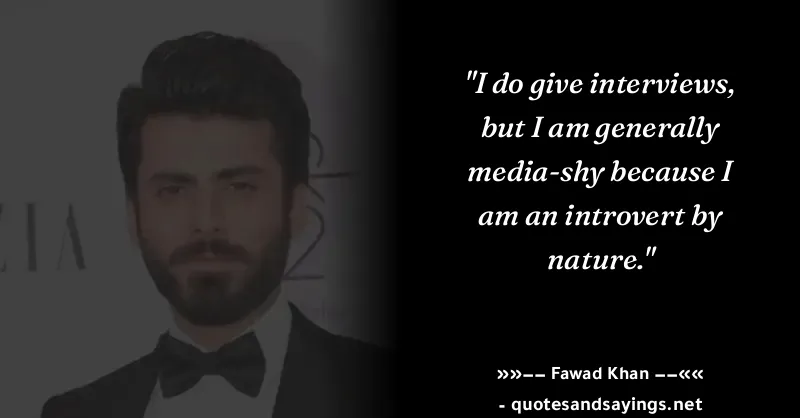 "I do give interviews,
but I am generally
media-shy because I
am an introvert by
nature."
»»−− Fawad Khan −−««
- quotesandsayings.net